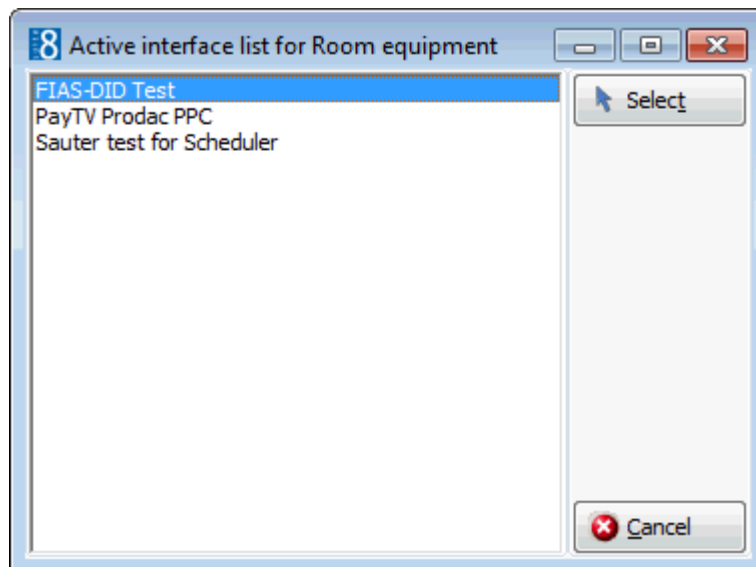 8 Active interface list for Room equipment
FIAS-DID Test
PayTV Prodac PPC
Sauter test for Scheduler
Select
Cancel